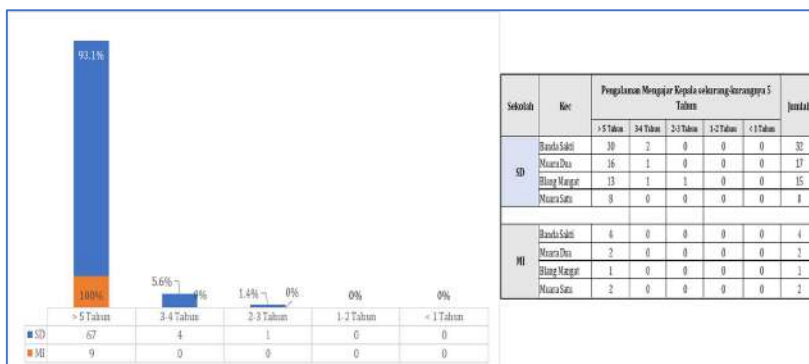 93.1%
100%
5.6%
0%
1.4%
0%
0%
0%
> 5 Tahun 3-4 Tahun 2-3 Tahun 1-2 Tahun < 1 Tahun
SD 67 4 1 0 0
MI 9 0 0 0 0
Sekolah Kec Pengalaman Mengajar Kepala sekurang-kurangnya 5 Tahun Jumlah
> 5 Tahun 3-4 Tahun 2-3 Tahun 1-2 Tahun < 1 Tahun
SD
Banda Sakti 30 2 0 0 0 32
Muara Dua 16 1 0 0 0 17
Blang Mangat 13 1 1 0 0 15
Muara Satu 8 0 0 0 0 8
MI
Banda Sakti 4 0 0 0 0 4
Muara Dua 2 0 0 0 0 2
Blang Mangat 1 0 0 0 0 1
Muara Satu 2 0 0 0 0 2